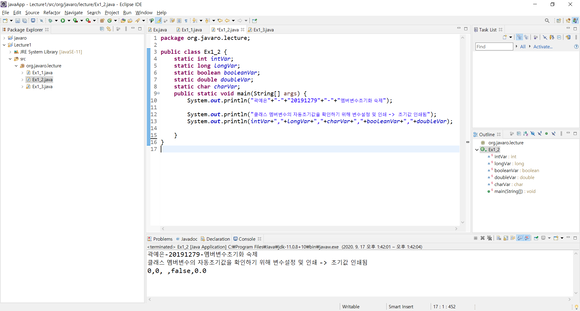 javaApp - Lecture1/src/org/javaro/lecture/Ex1_2.java - Eclipse IDE
File Edit Source Refactor Navigate Search Project Run Window Help
Package Explorer
javaro
Lecture1
JRE System Library [JavaSE-11]
src
org.javaro.lecture
Ex1_1.java
Ex1_2.java
Ex1_3.java
Ex.java
Ex1_1.java
*Ex1_2.java
Ex1_3.java
1 package org.javaro.lecture;
2
3 public class Ex1_2 {
4 static int intVar;
5 static long longVar;
6 static boolean booleanVar;
7 static double doubleVar;
8 static char charVar;
9 public static void main(String[] args) {
10 System.out.println("곽예은"+"-"+"20191279"+"-"+"멤버변수초기화 숙제");
11
12 System.out.println("클래스 멤버변수의 자동초기값을 확인하기 위해 변수설정 및 인쇄 -> 초기값 인쇄됨");
13 System.out.println(intVar+","+longVar+","+charVar+","+booleanVar+","+doubleVar);
14
15 }
16 }
17
Task List
Find
All
Activate...
Outline
org.javaro.lecture
Ex1_2
intVar : int
longVar : long
booleanVar : boolean
doubleVar : double
charVar : char
main(String[]) : void
Problems
Javadoc
Declaration
Console
<terminated> Ex1_2 [Java Application] C:\Program Files\Java\jdk-11.0.8+10\bin\javaw.exe (2020. 9. 17 오후 1:42:01 – 오후 1:42:04)
곽예은-20191279-멤버변수초기화 숙제
클래스 멤버변수의 자동초기값을 확인하기 위해 변수설정 및 인쇄 -> 초기값 인쇄됨
0,0, ,false,0.0
Writable
Smart Insert
17 : 1 : 452